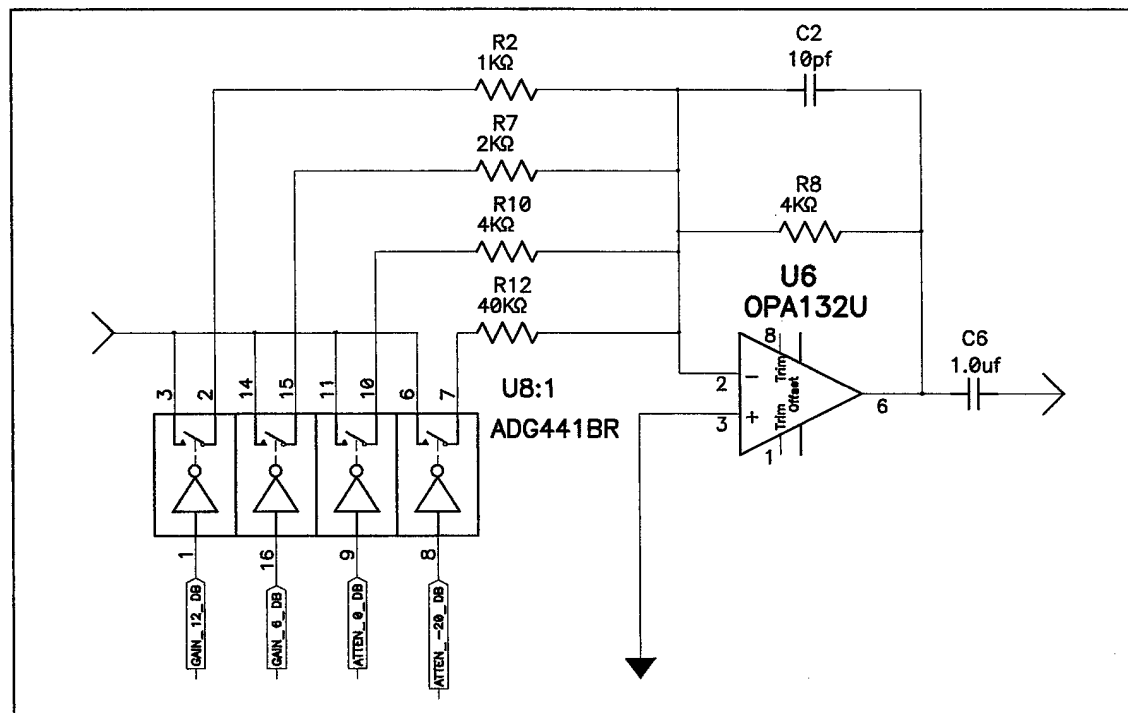 C2
10pf
R2
1KΩ
R7
2KΩ
R8
4KΩ
R10
4KΩ
R12
40KΩ
U6
OPA132U
C6
1.0uf
8
Trim
Offset
Trim
1
2
3
6
-
+
3
2
14
15
11
10
6
7
U8:1
ADG441BR
1
16
9
8
GAIN_12_DB
GAIN_6_DB
ATTEN_0_DB
ATTEN_-20_DB